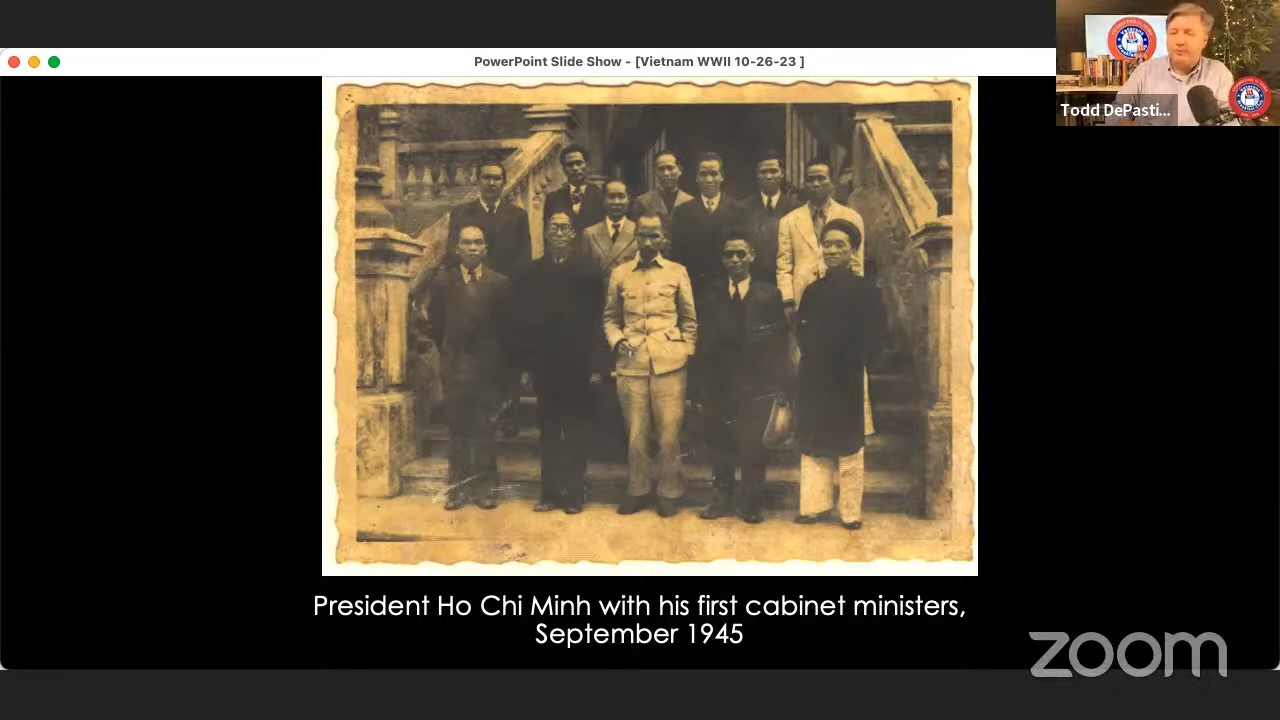 PowerPoint Slide Show - [Vietnam WWII 10-26-23 ]
Todd DePasti...
President Ho Chi Minh with his first cabinet ministers,
September 1945
zoom